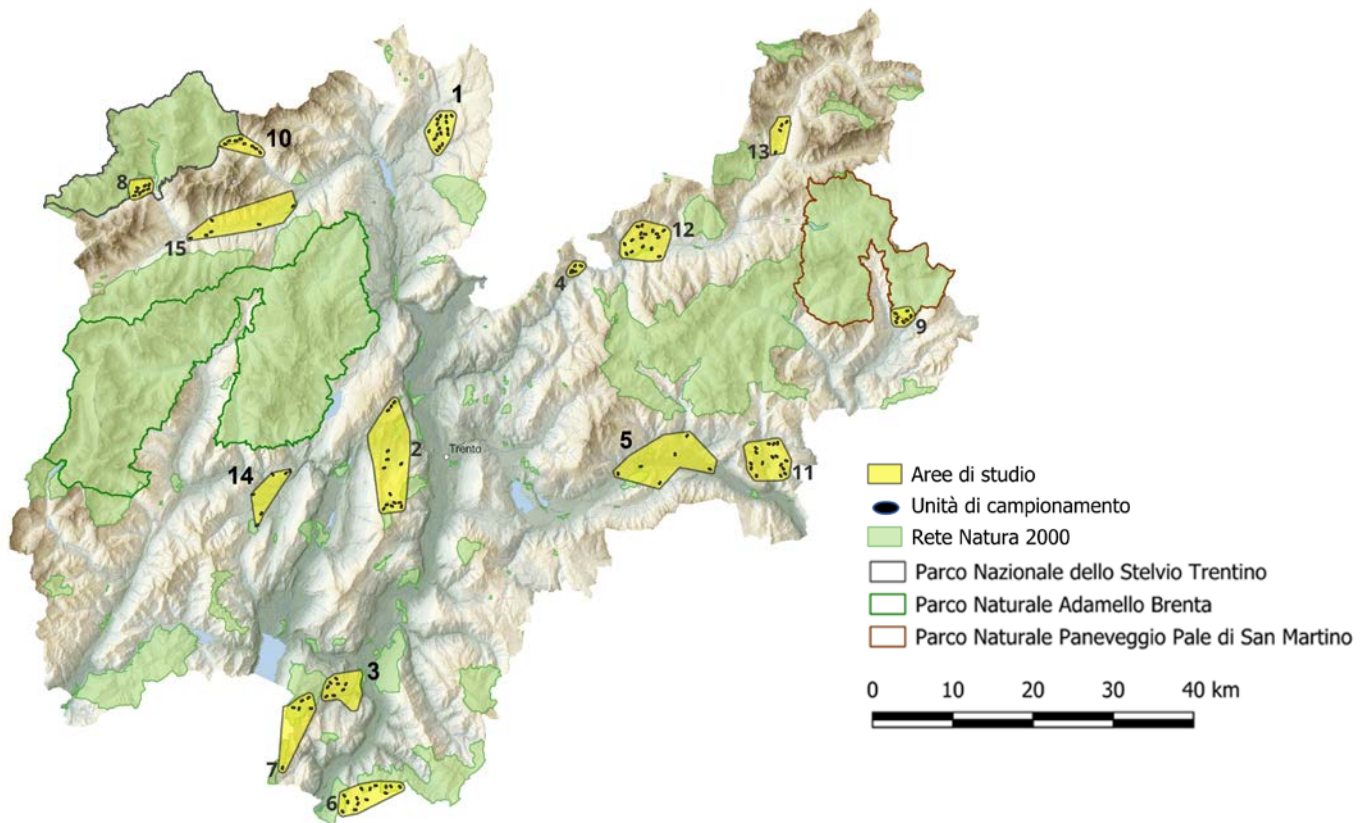 1
10
13
8
12
15
4
9
2
Trento
5
14
11
3
7
6
Aree di studio
Unità di campionamento
Rete Natura 2000
Parco Nazionale dello Stelvio Trentino
Parco Naturale Adamello Brenta
Parco Naturale Paneveggio Pale di San Martino
0 10 20 30 40 km